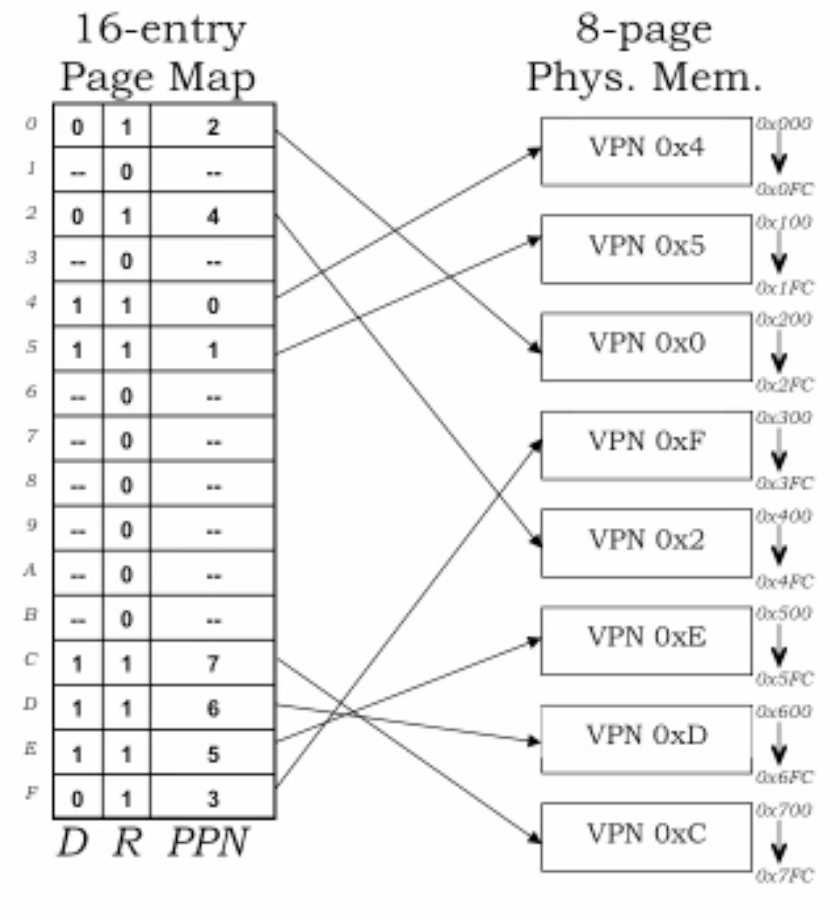 16-entry
Page Map
8-page
Phys. Mem.
0 0 1 2
1 -- 0 --
2 0 1 4
3 -- 0 --
4 1 1 0
5 1 1 1
6 -- 0 --
7 -- 0 --
8 -- 0 --
9 -- 0 --
A -- 0 --
B -- 0 --
C 1 1 7
D 1 1 6
E 1 1 5
F 0 1 3
D R PPN
0x000
VPN 0x4
0x0FC
0x100
VPN 0x5
0x1FC
0x200
VPN 0x0
0x2FC
0x300
VPN 0xF
0x3FC
0x400
VPN 0x2
0x4FC
0x500
VPN 0xE
0x5FC
0x600
VPN 0xD
0x6FC
0x700
VPN 0xC
0x7FC